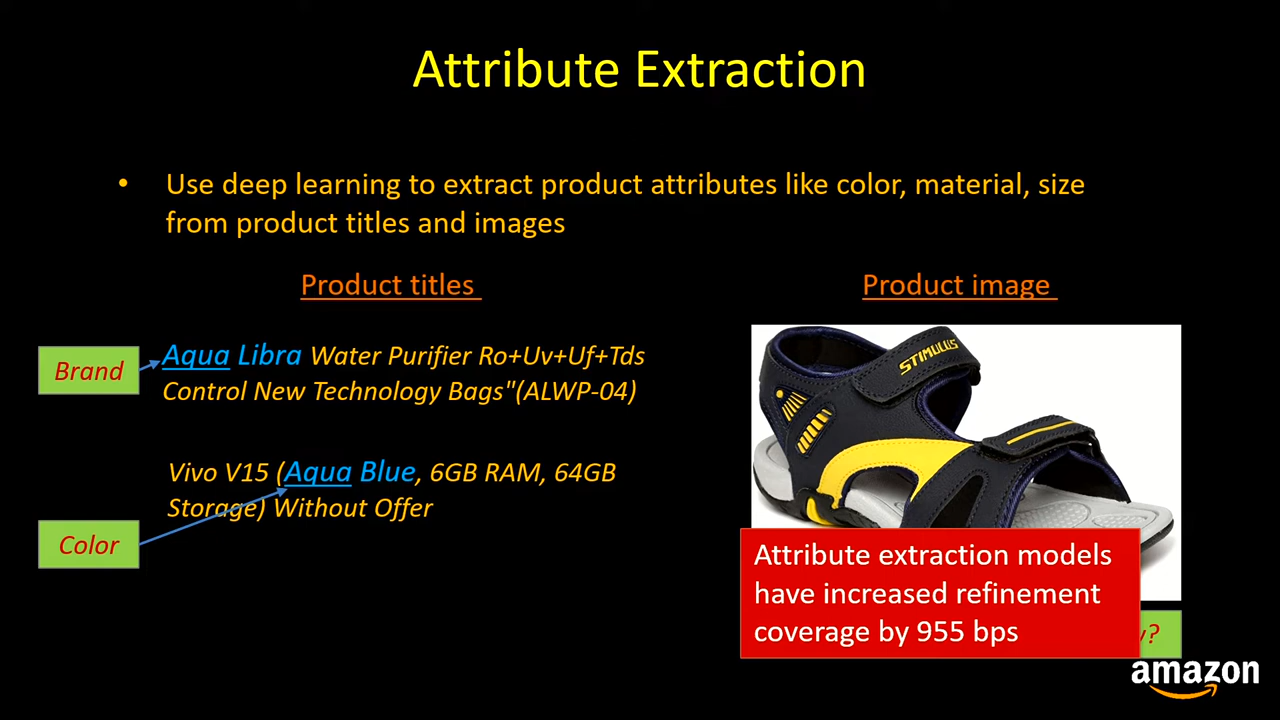 Attribute Extraction
• Use deep learning to extract product attributes like color, material, size
from product titles and images
Product titles
Product image
Brand
Aqua Libra Water Purifier Ro+Uv+Uf+Tds
Control New Technology Bags"(ALWP-04)
Vivo V15 (Aqua Blue, 6GB RAM, 64GB
Storage) Without Offer
Color
STIMULUS
Attribute extraction models
have increased refinement
coverage by 955 bps
?
amazon